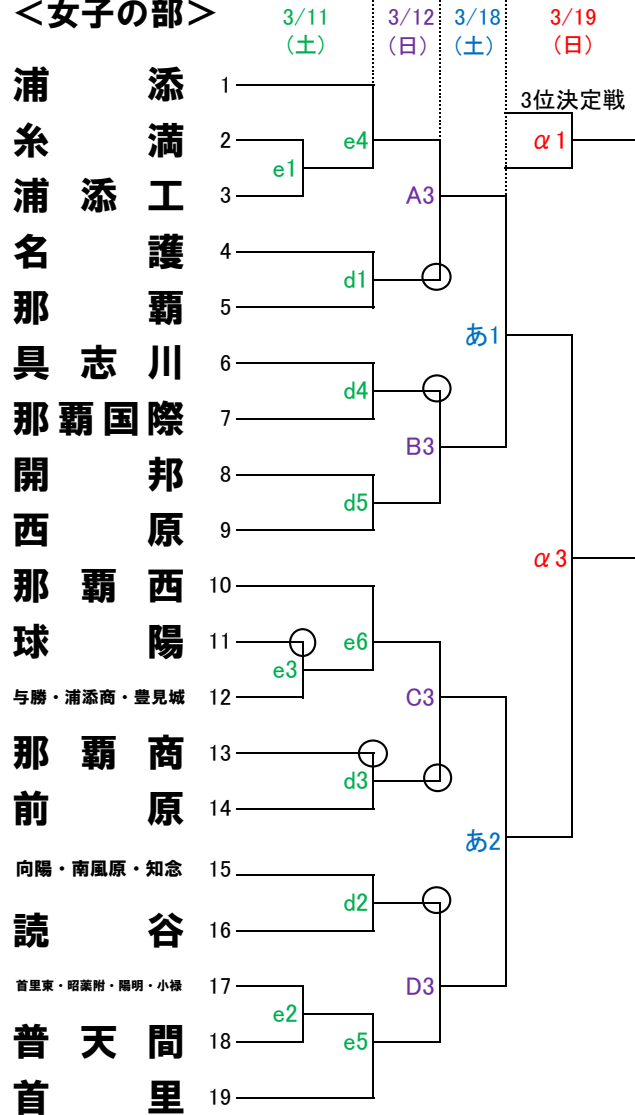 ＜女子の部＞ 3/11 3/12 3/18 3/19
（土） （日） （土） （日）
浦添 1
3位決定戦
糸満 2 e4 α1
e1
浦添工 3 A3
名護 4
d1
那覇 5
あ1
具志川 6
d4
那覇国際 7
B3
開邦 8
d5
西原 9
α3
那覇西 10
球陽 11 e6
e3
与勝・浦添商・豊見城 12 C3
那覇商 13
d3
前原 14
あ2
向陽・南風原・知念 15
d2
読谷 16
首里東・昭薬附・陽明・小禄 17 D3
e2
普天間 18 e5
首里 19